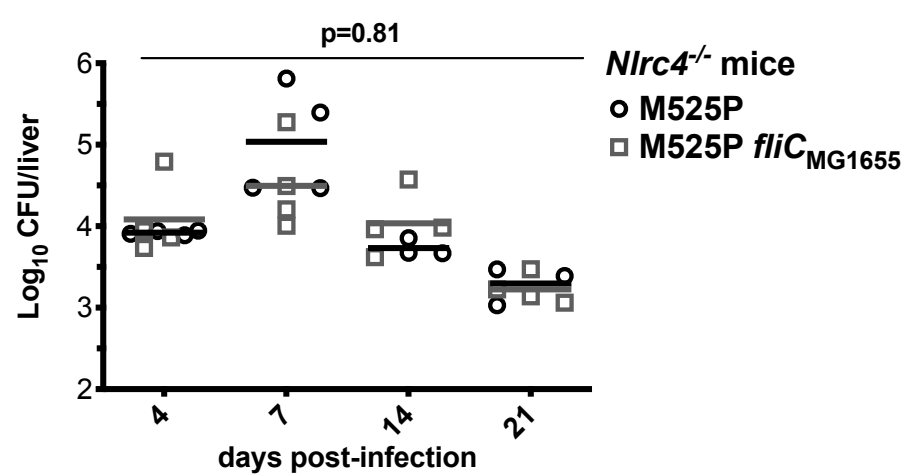 p=0.81
Nlrc4-/- mice
M525P
M525P fliCMG1655
Log10 CFU/liver
6
5
4
3
2
4
7
14
21
days post-infection